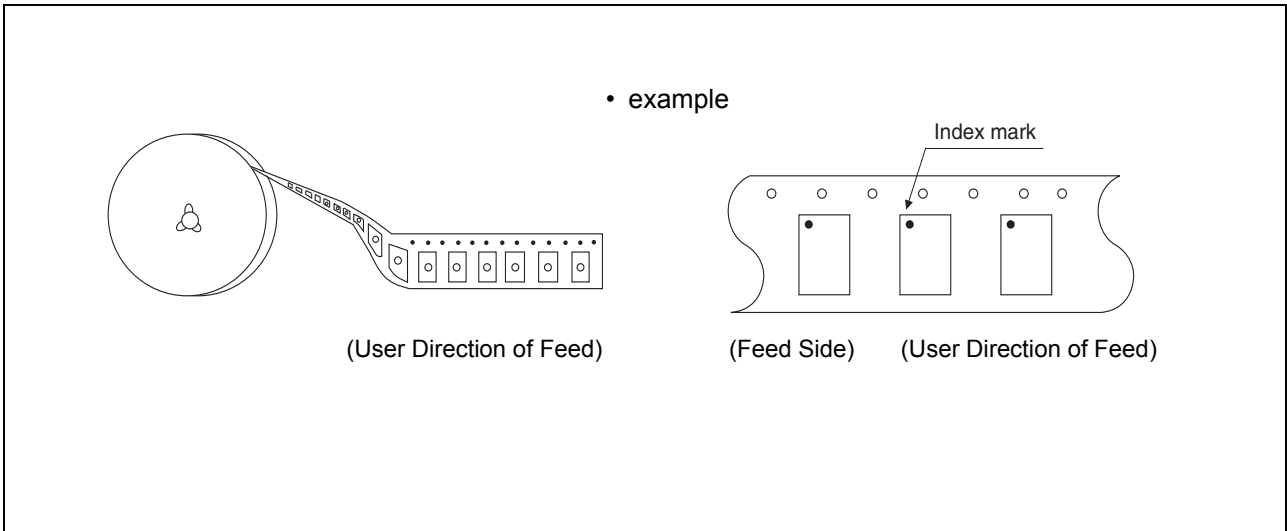 • example
Index mark
(User Direction of Feed)
(Feed Side)
(User Direction of Feed)